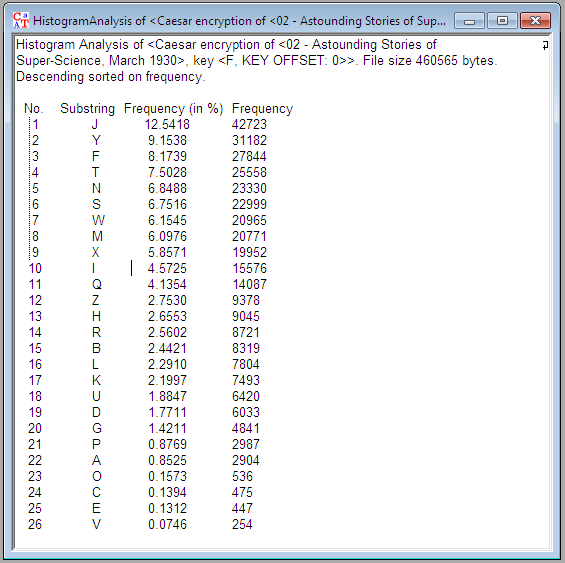 HistogramAnalysis of <Caesar encryption of <02 - Astounding Stories of Sup...
Histogram Analysis of <Caesar encryption of <02 - Astounding Stories of
Super-Science, March 1930>, key <F, KEY OFFSET: 0>>. File size 460565 bytes.
Descending sorted on frequency.
No. Substring Frequency (in %) Frequency
1 J 12.5418 42723
2 Y 9.1538 31182
3 F 8.1739 27844
4 T 7.5028 25558
5 N 6.8488 23330
6 S 6.7516 22999
7 W 6.1545 20965
8 M 6.0976 20771
9 X 5.8571 19952
10 I 4.5725 15576
11 Q 4.1354 14087
12 Z 2.7530 9378
13 H 2.6553 9045
14 R 2.5602 8721
15 B 2.4421 8319
16 L 2.2910 7804
17 K 2.1997 7493
18 U 1.8847 6420
19 D 1.7711 6033
20 G 1.4211 4841
21 P 0.8769 2987
22 A 0.8525 2904
23 O 0.1573 536
24 C 0.1394 475
25 E 0.1312 447
26 V 0.0746 254